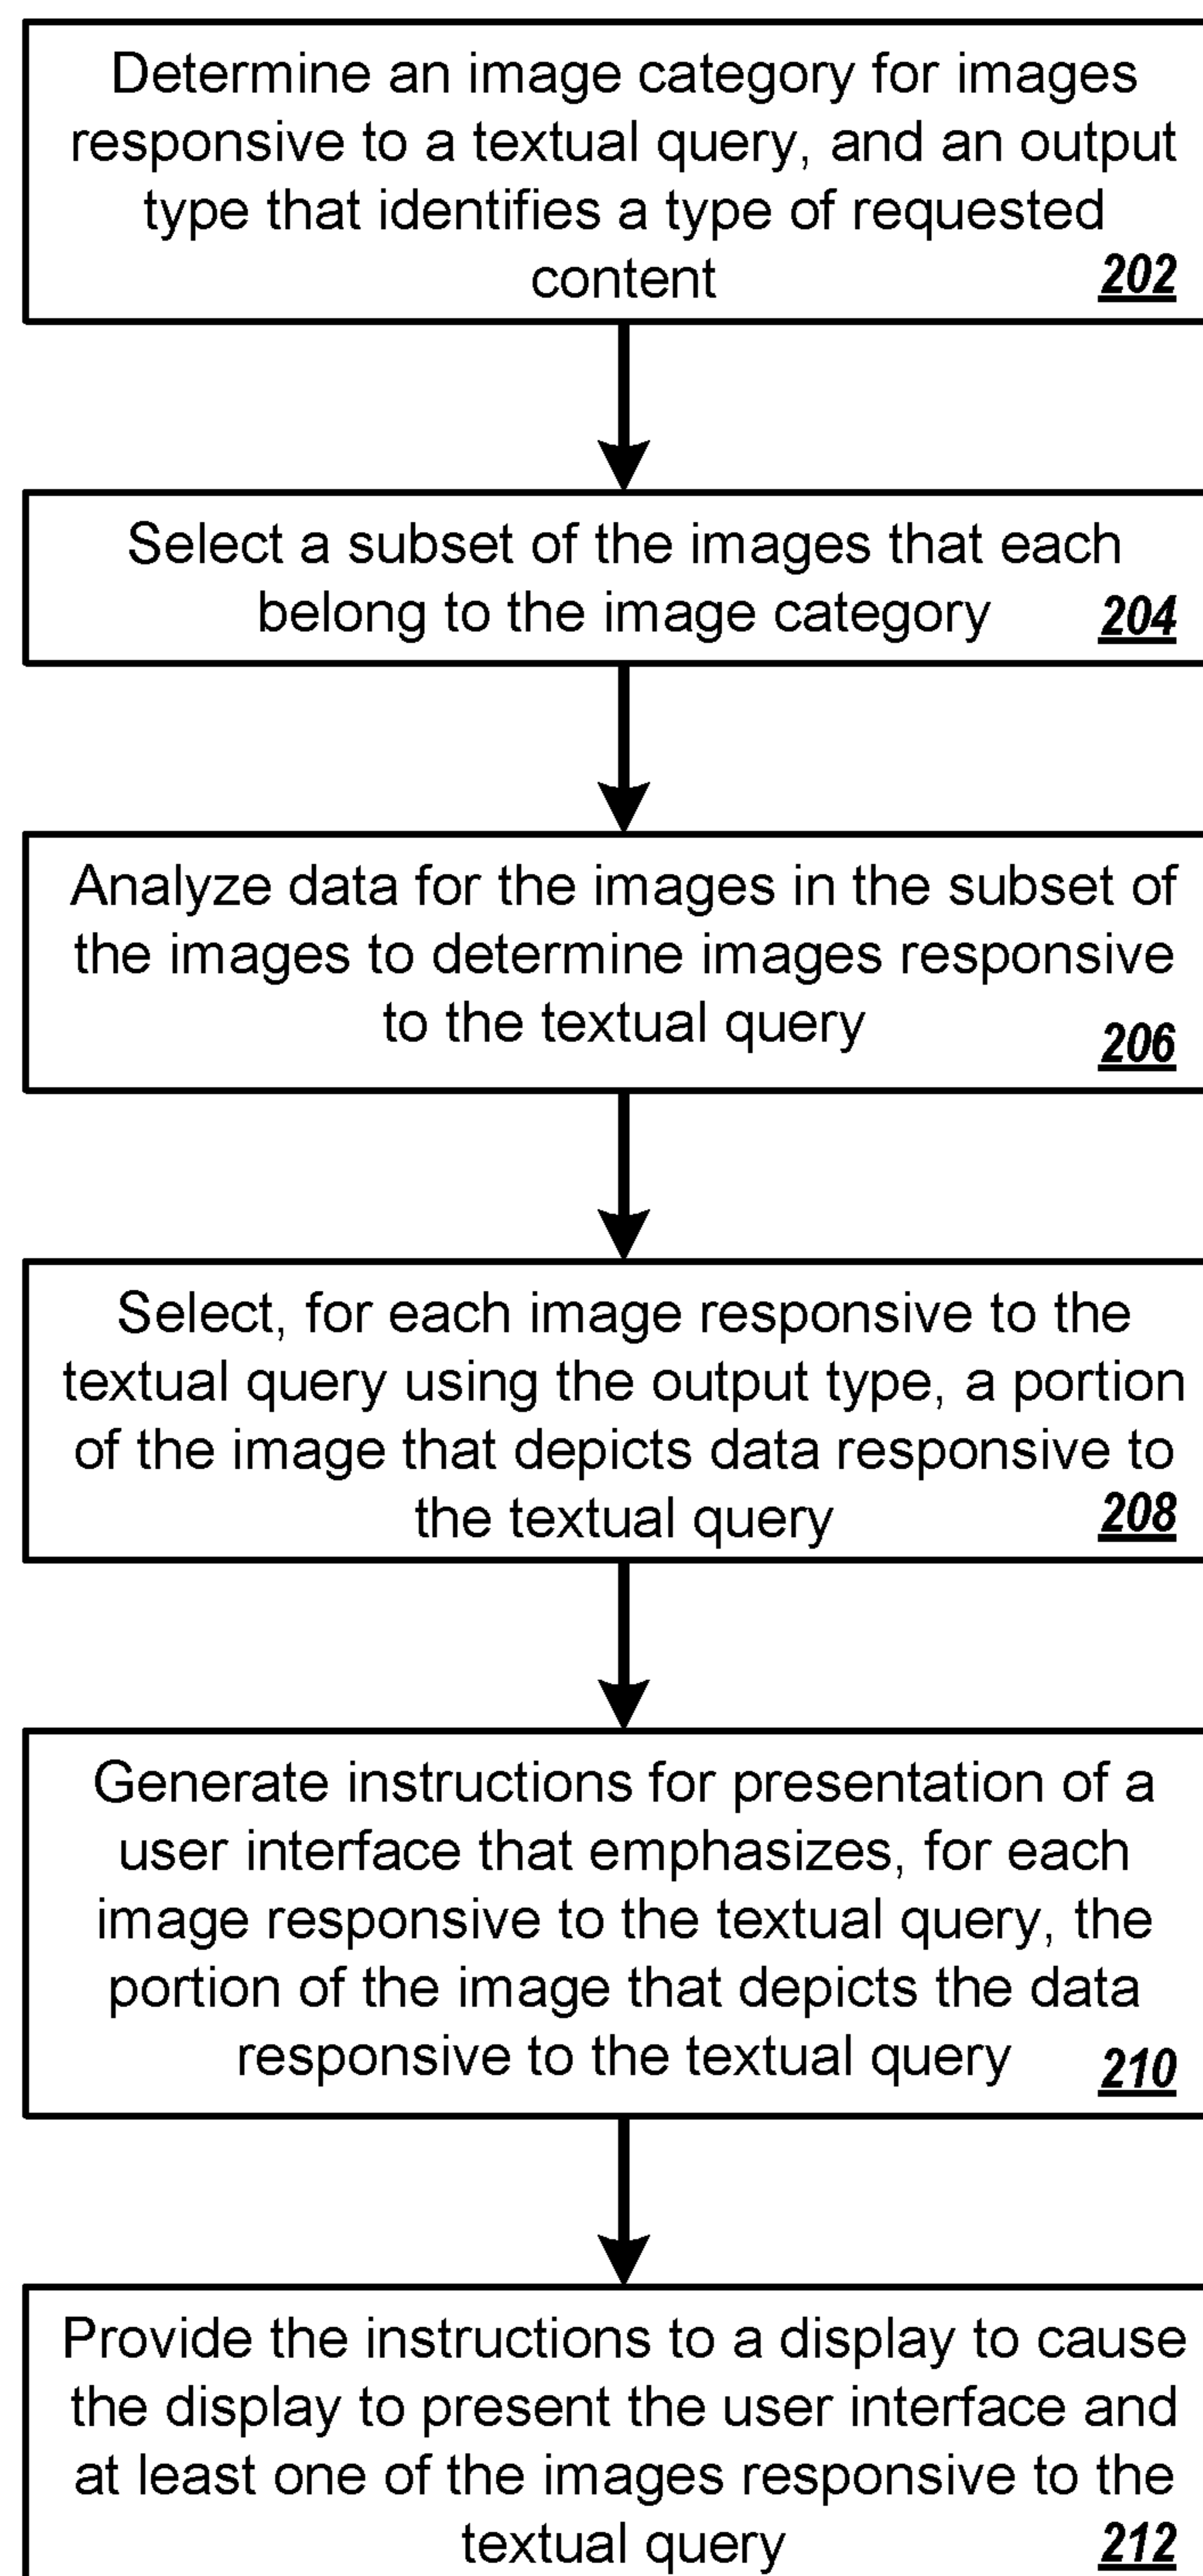 Determine an image category for images
responsive to a textual query, and an output
type that identifies a type of requested
content 202
Select a subset of the images that each
belong to the image category 204
Analyze data for the images in the subset of
the images to determine images responsive
to the textual query 206
Select, for each image responsive to the
textual query using the output type, a portion
of the image that depicts data responsive to
the textual query 208
Generate instructions for presentation of a
user interface that emphasizes, for each
image responsive to the textual query, the
portion of the image that depicts the data
responsive to the textual query 210
Provide the instructions to a display to cause
the display to present the user interface and
at least one of the images responsive to the
textual query 212